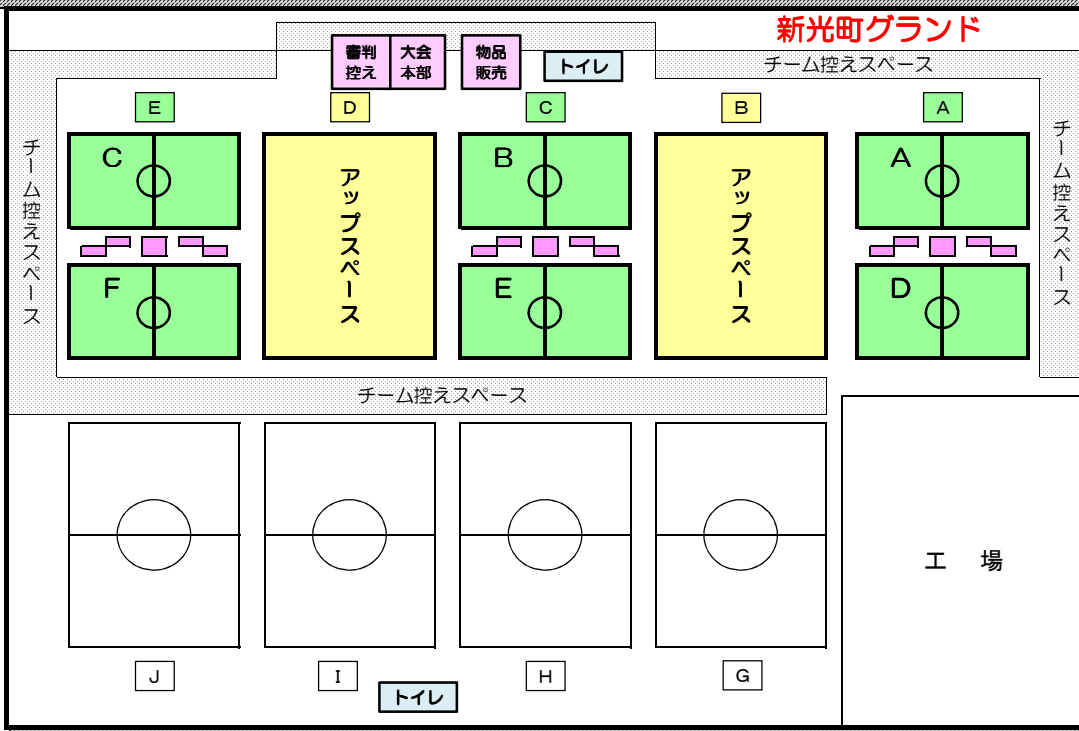 新光町グランド
審判
控え
大会
本部
物品
販売
トイレ
チーム控えスペース
E
D
C
B
A
チーム控えスペース
C
アップスペース
B
アップスペース
A
チーム控えスペース
F
E
D
チーム控えスペース
工 場
J
I
H
G
トイレ